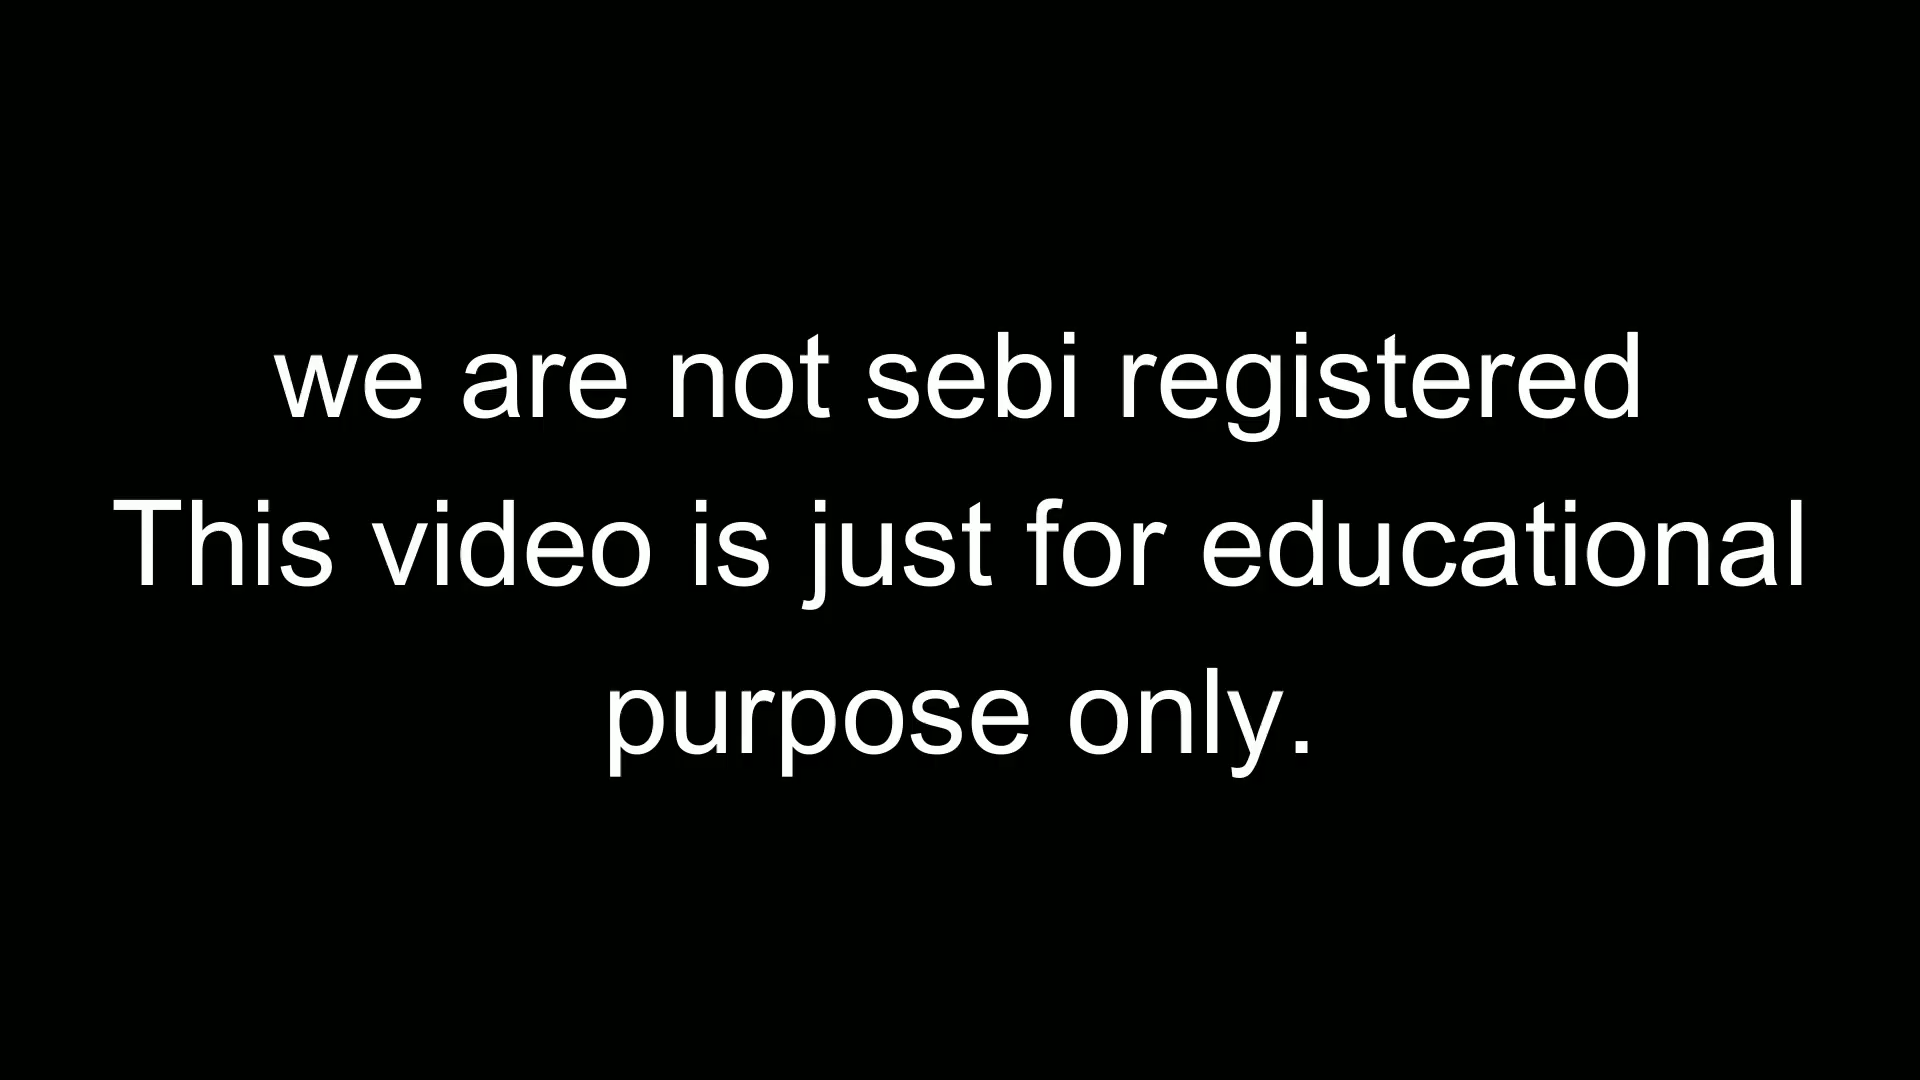 we are not sebi registered
This video is just for educational
purpose only.